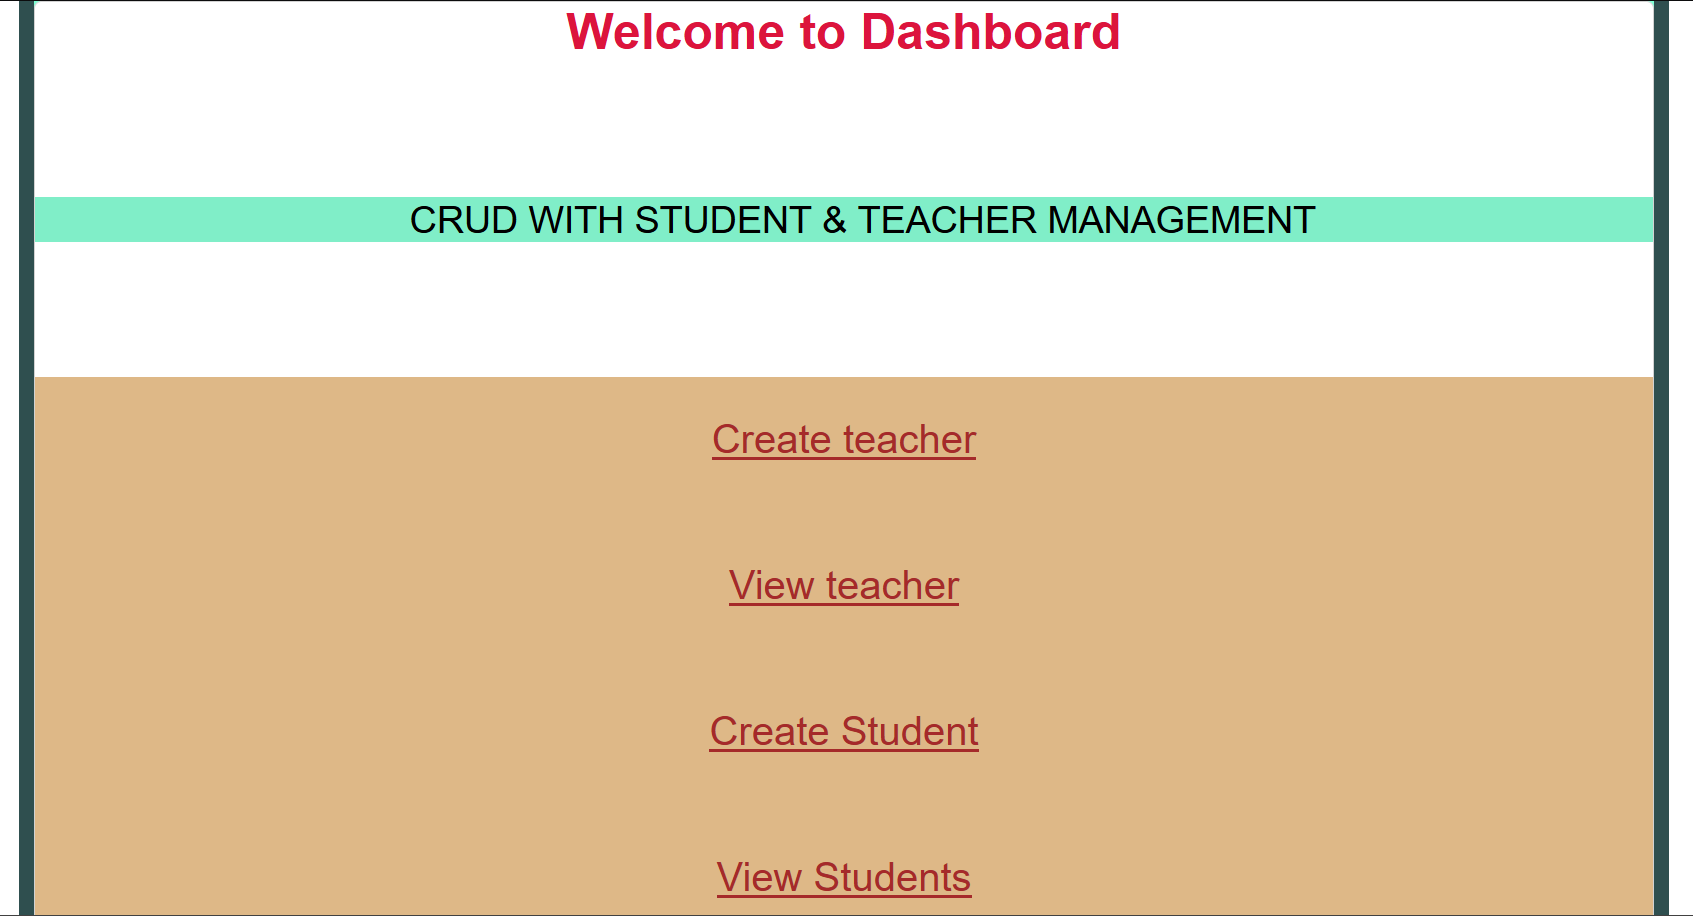 Welcome to Dashboard
CRUD WITH STUDENT & TEACHER MANAGEMENT
Create teacher
View teacher
Create Student
View Students